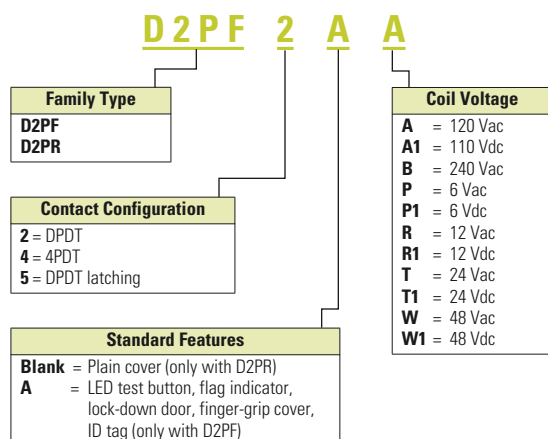 D2PF 2 A A
Family Type
D2PF
D2PR
Contact Configuration
2 = DPDT
4 = 4PDT
5 = DPDT latching
Standard Features
Blank = Plain cover (only with D2PR)
A = LED test button, flag indicator,
lock-down door, finger-grip cover,
ID tag (only with D2PF)
Coil Voltage
A = 120 Vac
A1 = 110 Vdc
B = 240 Vac
P = 6 Vac
P1 = 6 Vdc
R = 12 Vac
R1 = 12 Vdc
T = 24 Vac
T1 = 24 Vdc
W = 48 Vac
W1 = 48 Vdc